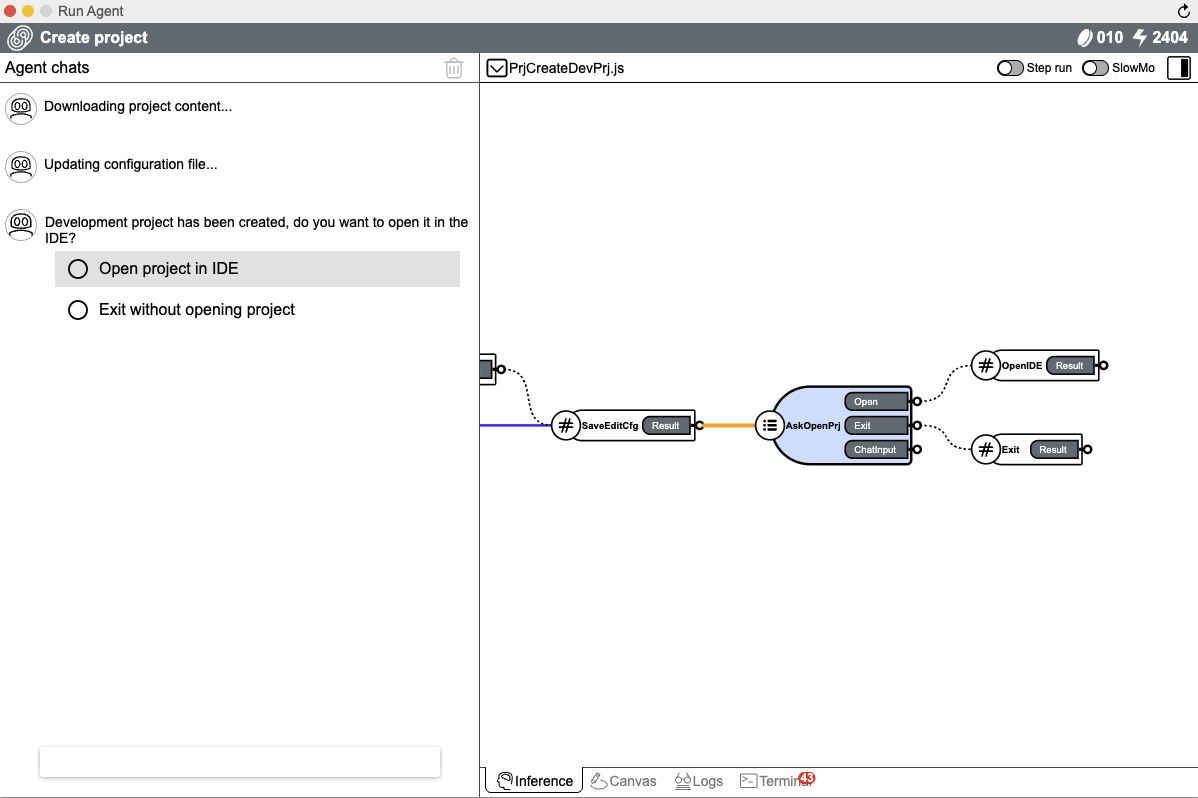 Run Agent
Create project
010 2404
Agent chats
PrjCreateDevPrj.js
Step run
SlowMo
Downloading project content...
Updating configuration file...
Development project has been created, do you want to open it in the
IDE?
Open project in IDE
Exit without opening project
# SaveEditCfg Result
AskOpenPrj
Open
Exit
ChatInput
# OpenIDE Result
# Exit Result
Inference
Canvas
Logs
>_ Termin
43